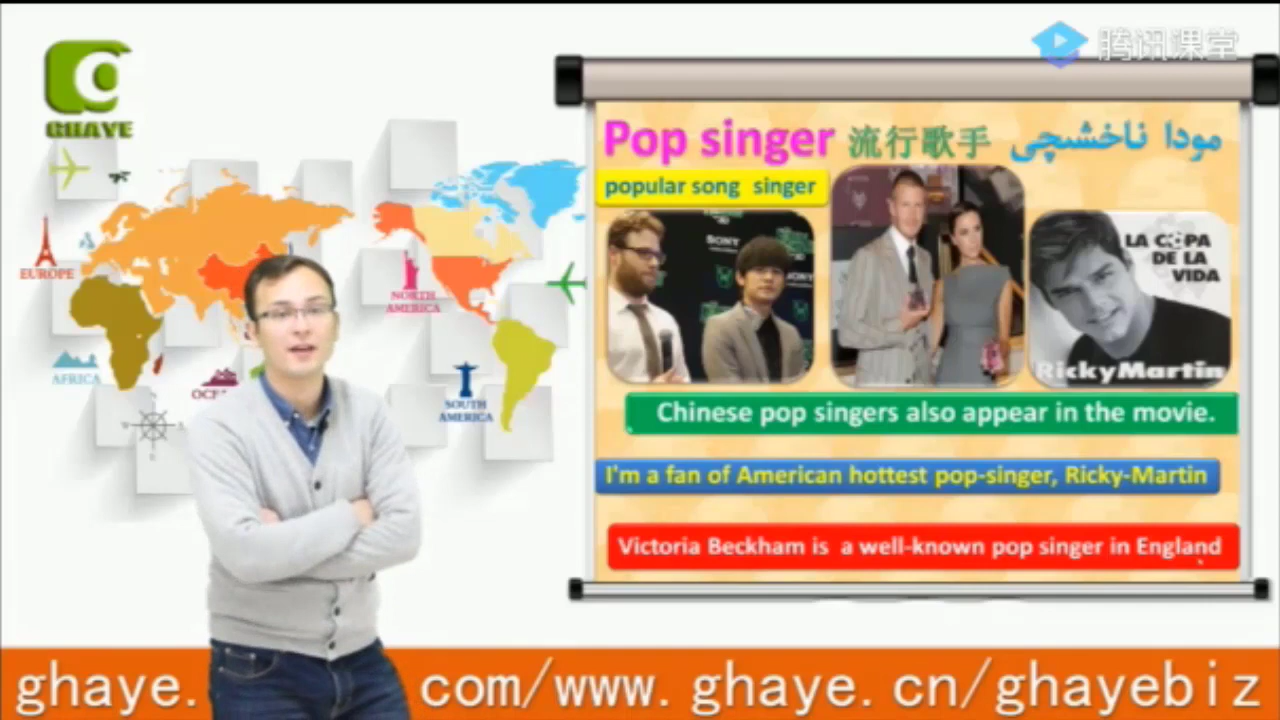 腾讯课堂
GHAYE
Pop singer 流行歌手 مودا ناخشىچى
popular song singer
EUROPE
NORTH
AMERICA
AFRICA
SOUTH
AMERICA
W
SONY
LA COPA
DE LA
VIDA
RickyMartin
Chinese pop singers also appear in the movie.
I'm a fan of American hottest pop-singer, Ricky-Martin
Victoria Beckham is a well-known pop singer in England
ghaye. com/www. ghaye. cn/ghayebiz